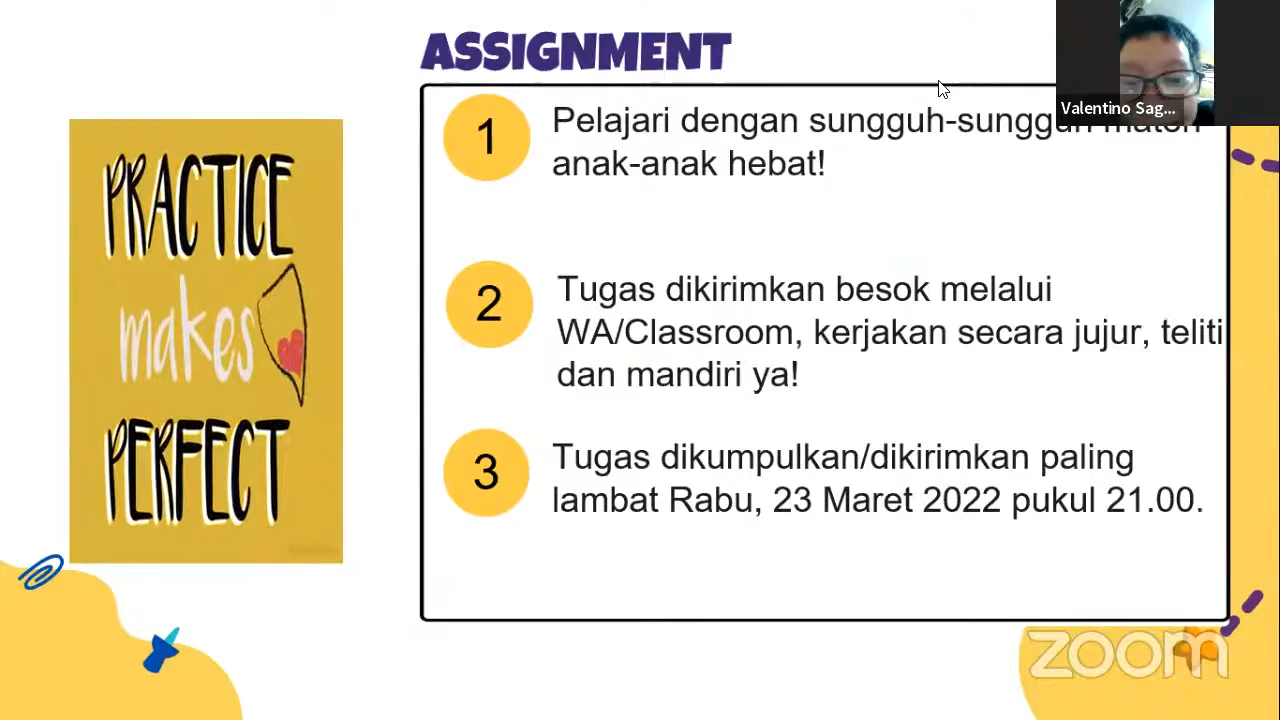 ASSIGNMENT
Valentino Sag...
1
Pelajari dengan sungguh-sungguh
anak-anak hebat!
2
Tugas dikirimkan besok melalui
WA/Classroom, kerjakan secara jujur, teliti
dan mandiri ya!
3
Tugas dikumpulkan/dikirimkan paling
lambat Rabu, 23 Maret 2022 pukul 21.00.
PRACTICE
makes
PERFECT
zoom